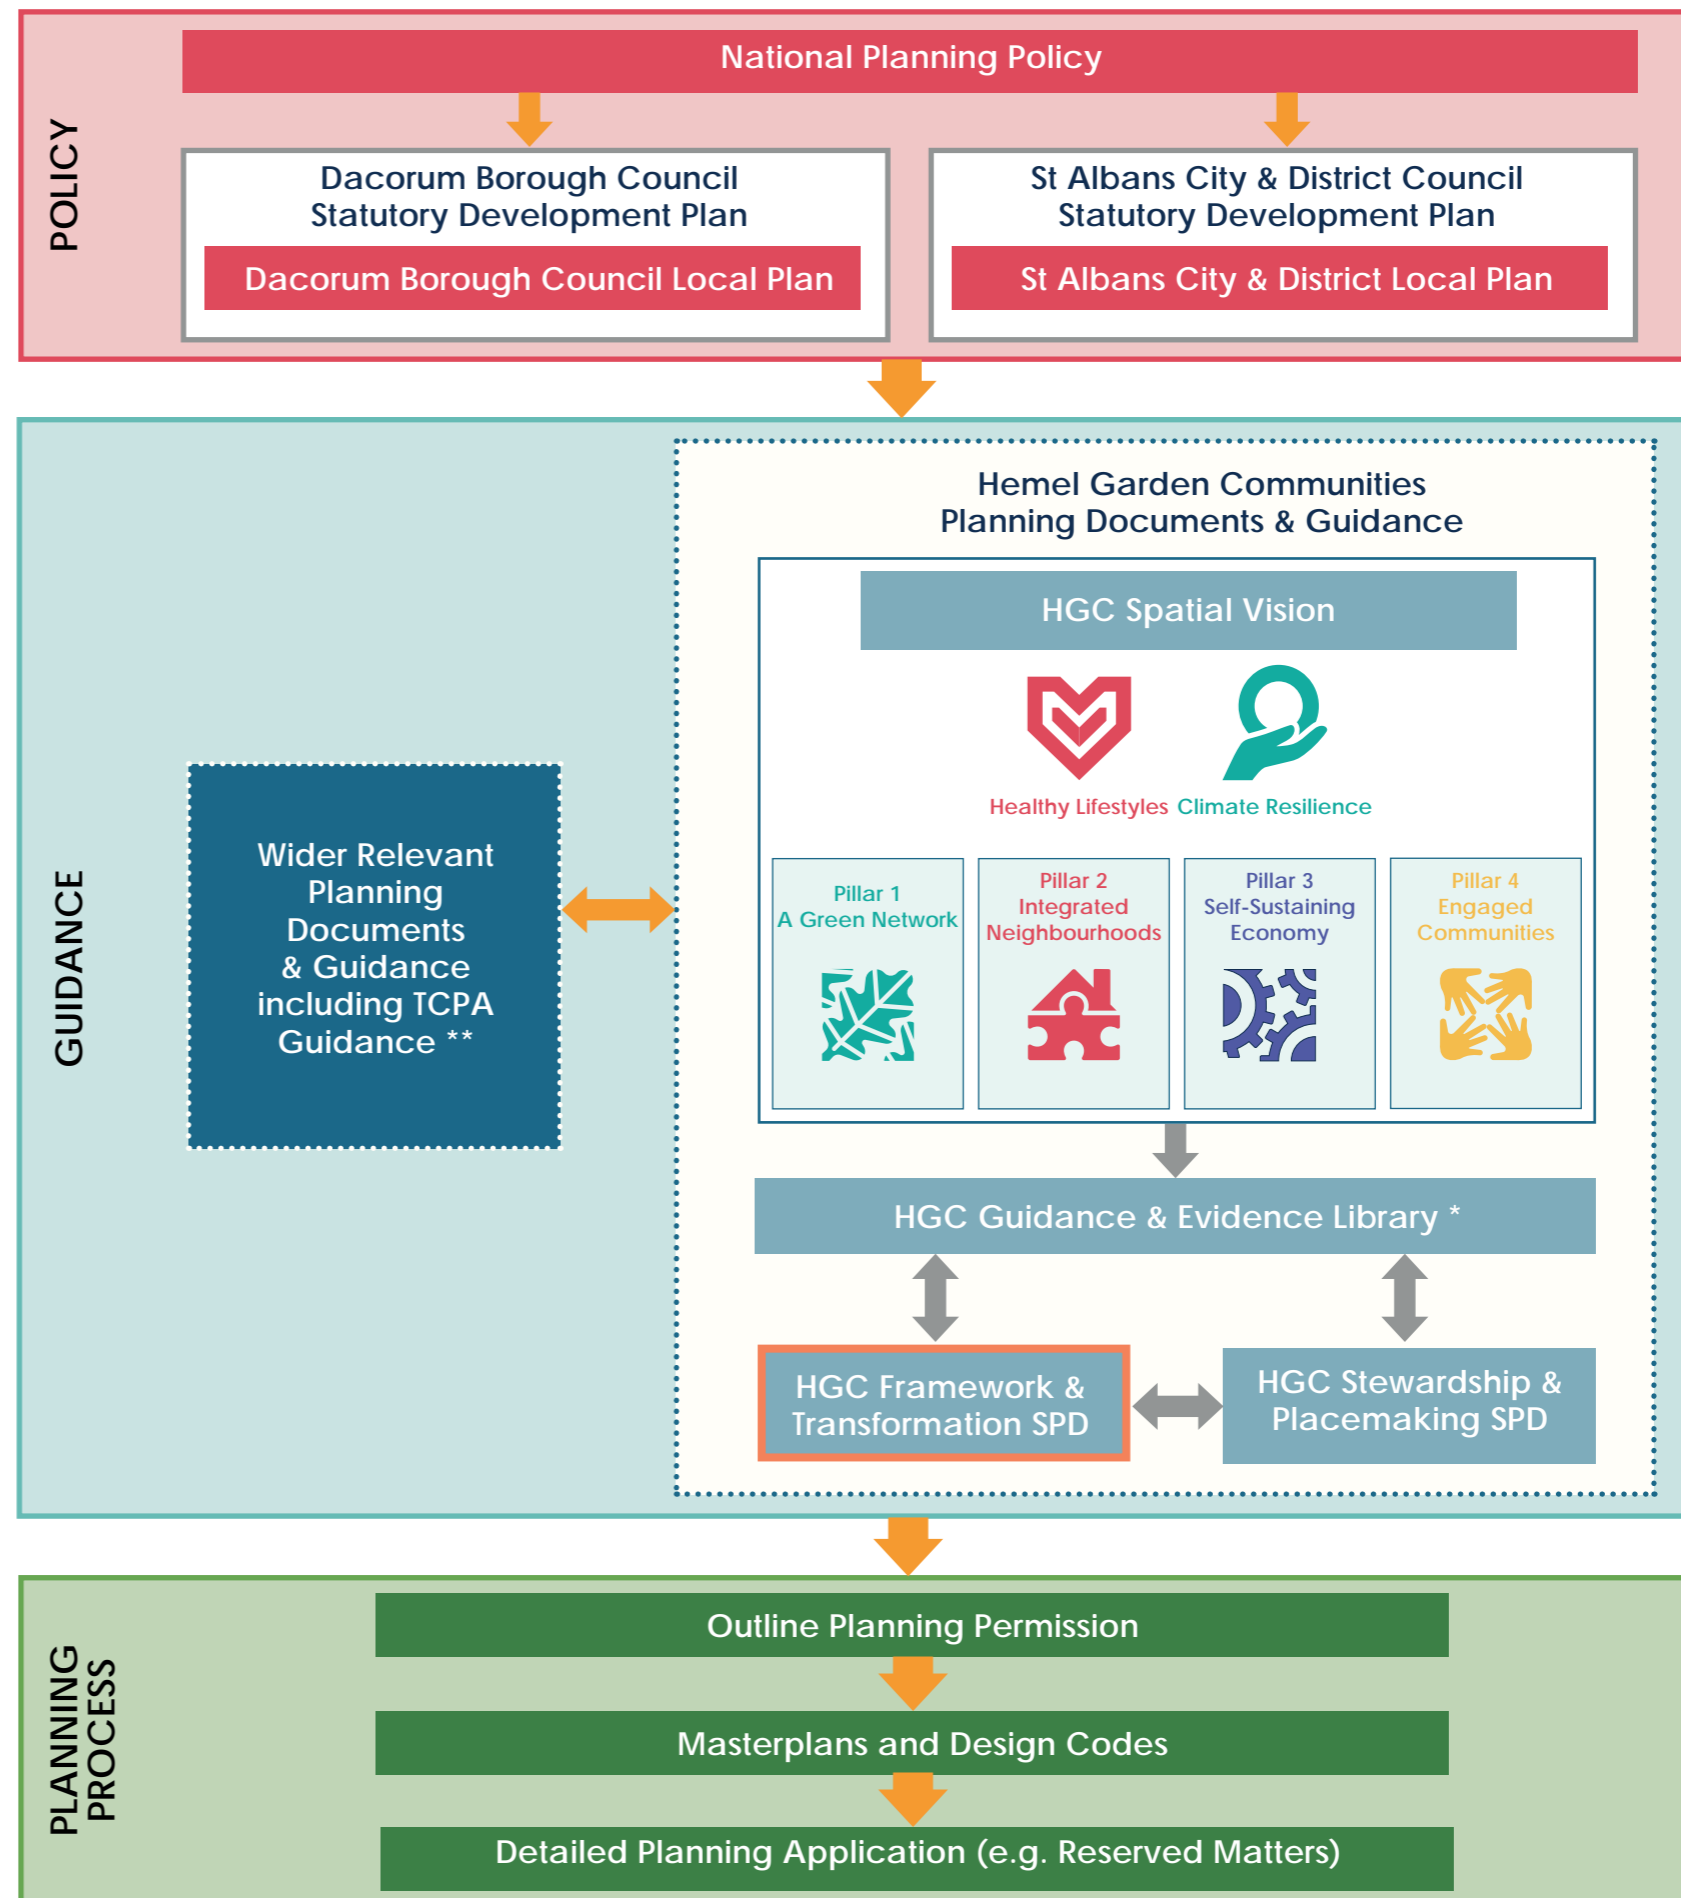 POLICY
National Planning Policy
Dacorum Borough Council
Statutory Development Plan
Dacorum Borough Council Local Plan
St Albans City & District Council
Statutory Development Plan
St Albans City & District Local Plan
GUIDANCE
Wider Relevant
Planning
Documents
& Guidance
including TCPA
Guidance **
Hemel Garden Communities
Planning Documents & Guidance
HGC Spatial Vision
Healthy Lifestyles
Climate Resilience
Pillar 1
A Green Network
Pillar 2
Integrated
Neighbourhoods
Pillar 3
Self-Sustaining
Economy
Pillar 4
Engaged
Communities
HGC Guidance & Evidence Library *
HGC Framework &
Transformation SPD
HGC Stewardship &
Placemaking SPD
PLANNING
PROCESS
Outline Planning Permission
Masterplans and Design Codes
Detailed Planning Application (e.g. Reserved Matters)